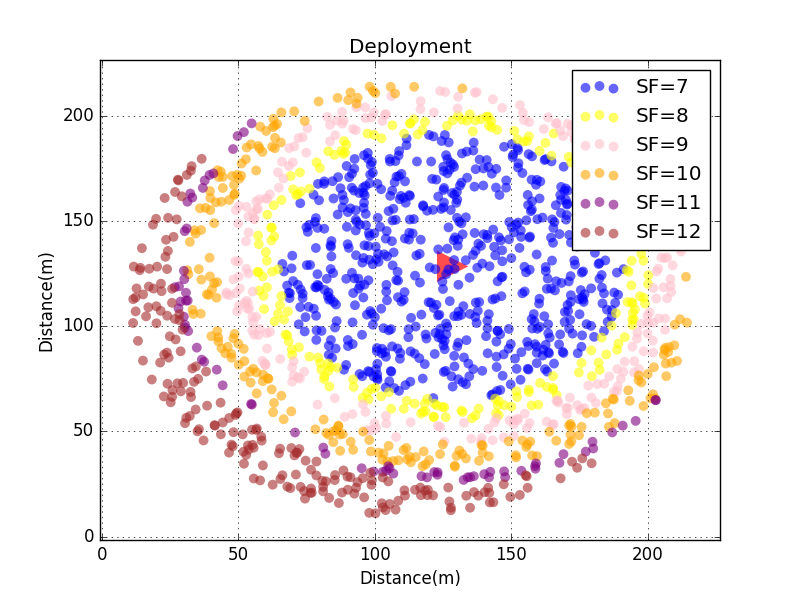 Deployment
SF=7
SF=8
SF=9
SF=10
SF=11
SF=12
200
150
100
50
0
Distance(m)
0 50 100 150 200
Distance(m)